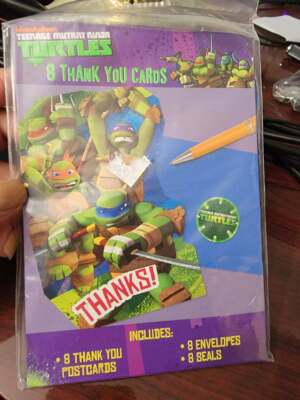 nickelodeon
TEENAGE MUTANT NINJA
TURTLES
8 THANK YOU CARDS
TURTLES
THANKS!
INCLUDES:
• 8 THANK YOU
POSTCARDS
• 8 ENVELOPES
• 8 SEALS